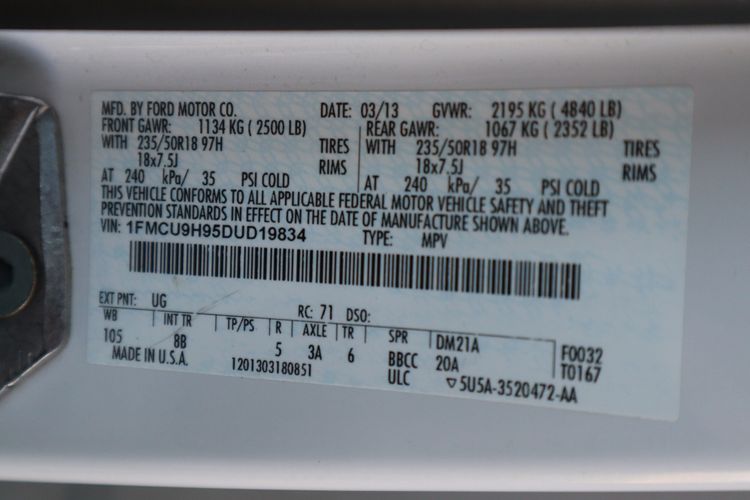 MFD. BY FORD MOTOR CO. DATE: 03/13 GVWR: 2195 KG ( 4840 LB)
FRONT GAWR: 1134 KG ( 2500 LB) REAR GAWR: 1067 KG ( 2352 LB)
WITH 235/50R18 97H TIRES WITH 235/50R18 97H TIRES
18x7.5J RIMS 18x7.5J RIMS
AT 240 kPa/ 35 PSI COLD AT 240 kPa/ 35 PSI COLD
THIS VEHICLE CONFORMS TO ALL APPLICABLE FEDERAL MOTOR VEHICLE SAFETY AND THEFT
PREVENTION STANDARDS IN EFFECT ON THE DATE OF MANUFACTURE SHOWN ABOVE.
VIN: 1FMCU9H95DUD19834 TYPE: MPV
EXT PNT: UG RC: 71 DSO:
WB INT TR TP/PS R AXLE TR SPR DM21A F0032
105 8B 5 3A 6 BBCC 20A T0167
MADE IN U.S.A. 1201303180851 ULC ▽5U5A-3520472-AA